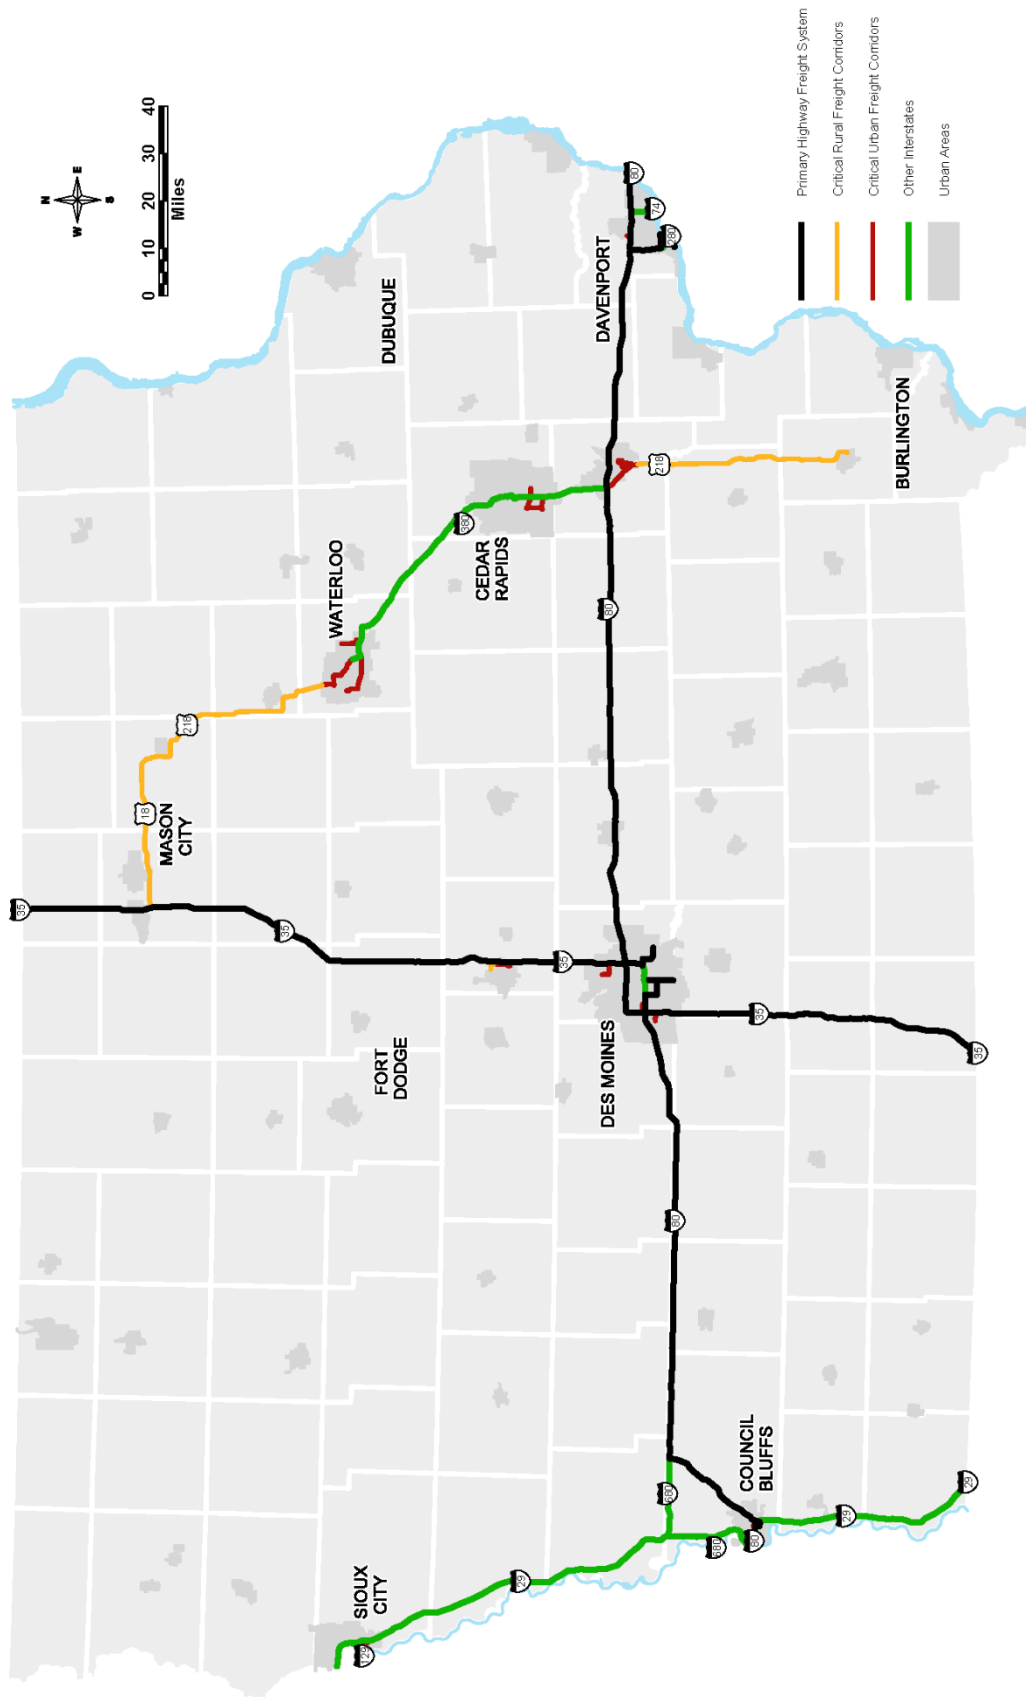 35
N
W E
S
0 10 20 30 40
Miles
18
MASON
CITY
218
35
WATERLOO
SIOUX
CITY
129
DUBUQUE
FORT
DODGE
380
CEDAR
RAPIDS
29
35
80
DAVENPORT
DES MOINES
80
74
218
280
680
80
680
COUNCIL
BLUFFS
80
35
Primary Highway Freight System
Critical Rural Freight Corridors
Critical Urban Freight Corridors
Other Interstates
Urban Areas
29
BURLINGTON
29
35